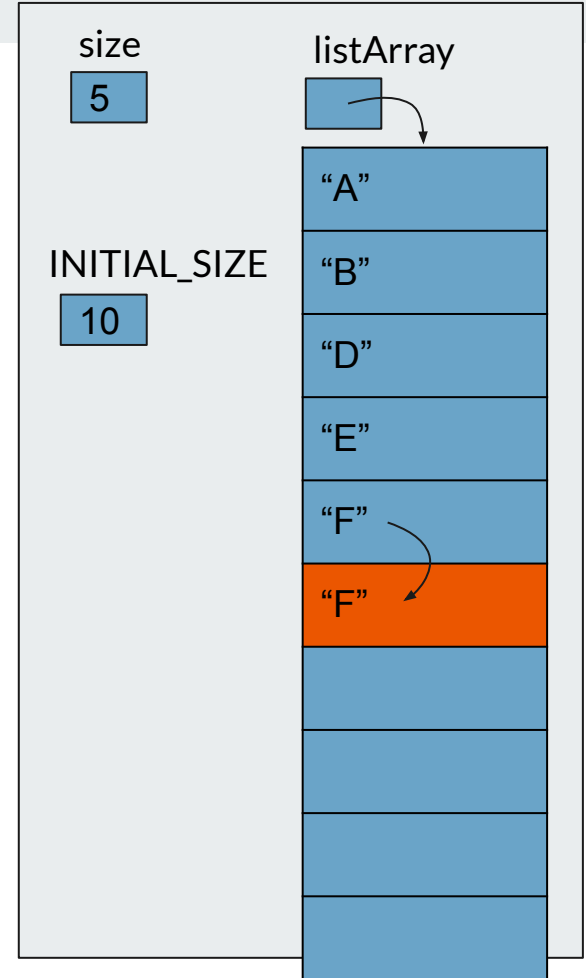 size
listArray
5
“A”
INITIAL_SIZE
“B”
10
“D”
“E”
“F”
“F”